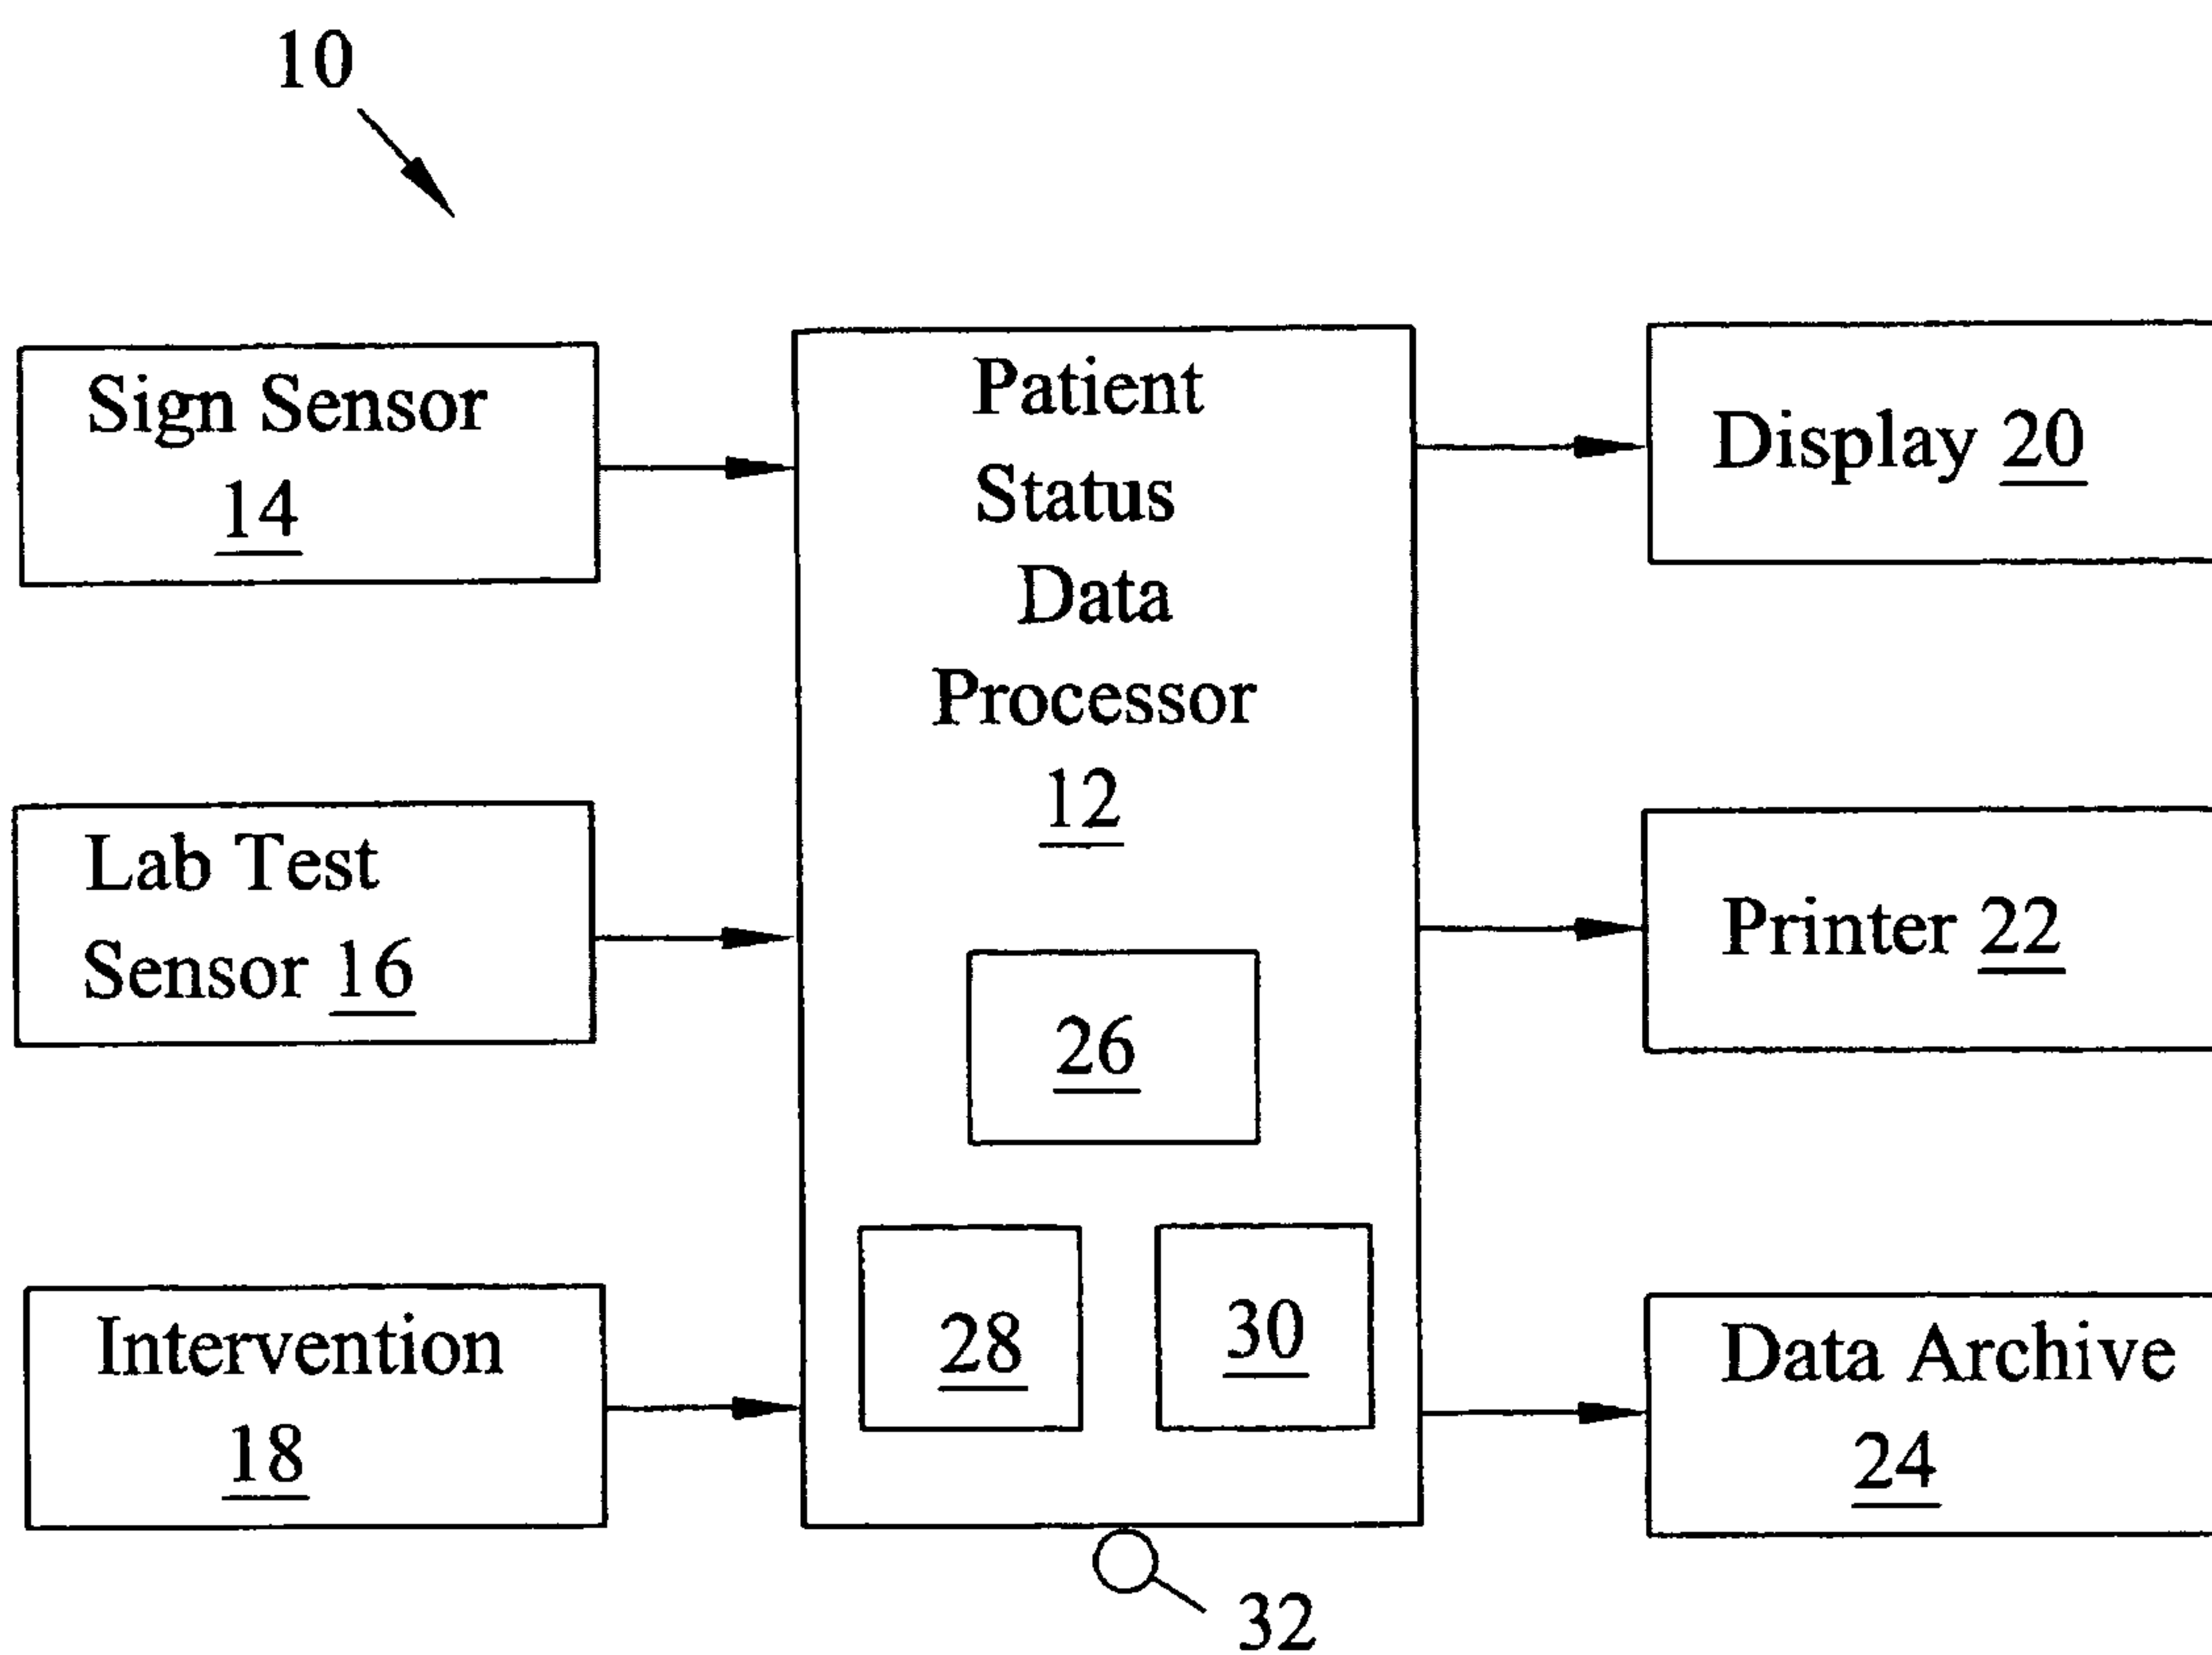 10
Sign Sensor
14
Lab Test
Sensor 16
Intervention
18
Patient
Status
Data
Processor
12
26
28
30
32
Display 20
Printer 22
Data Archive
24